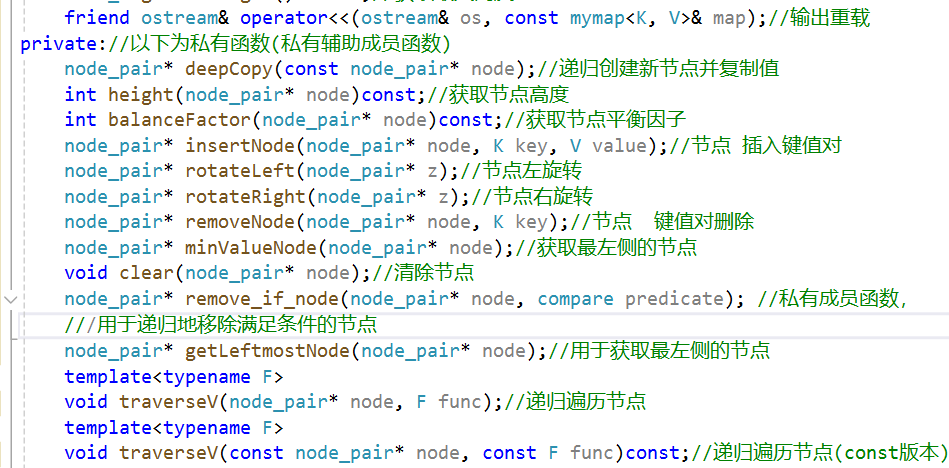 friend ostream& operator<<(ostream& os, const mymap<K, V>& map);//输出重载
private://以下为私有函数(私有辅助成员函数)
node_pair* deepCopy(const node_pair* node);//递归创建新节点并复制值
int height(node_pair* node)const;//获取节点高度
int balanceFactor(node_pair* node)const;//获取节点平衡因子
node_pair* insertNode(node_pair* node, K key, V value);//节点 插入键值对
node_pair* rotateLeft(node_pair* z);//节点左旋转
node_pair* rotateRight(node_pair* z);//节点右旋转
node_pair* removeNode(node_pair* node, K key);//节点  键值对删除
node_pair* minValueNode(node_pair* node);//获取最左侧的节点
void clear(node_pair* node);//清除节点
node_pair* remove_if_node(node_pair* node, compare predicate); //私有成员函数,
///用于递归地移除满足条件的节点
node_pair* getLeftmostNode(node_pair* node);//用于获取最左侧的节点
template<typename F>
void traverseV(node_pair* node, F func);//递归遍历节点
template<typename F>
void traverseV(const node_pair* node, const F func)const;//递归遍历节点(const版本)